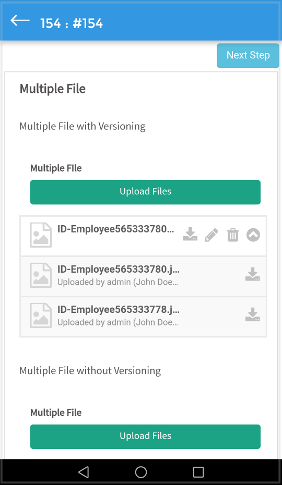 154 : #154
Next Step
Multiple File
Multiple File with Versioning
Multiple File
Upload Files
ID-Employee565333780...
ID-Employee565333780.j...
Uploaded by admin (John Doe...
ID-Employee565333778.j...
Uploaded by admin (John Doe...
Multiple File without Versioning
Multiple File
Upload Files